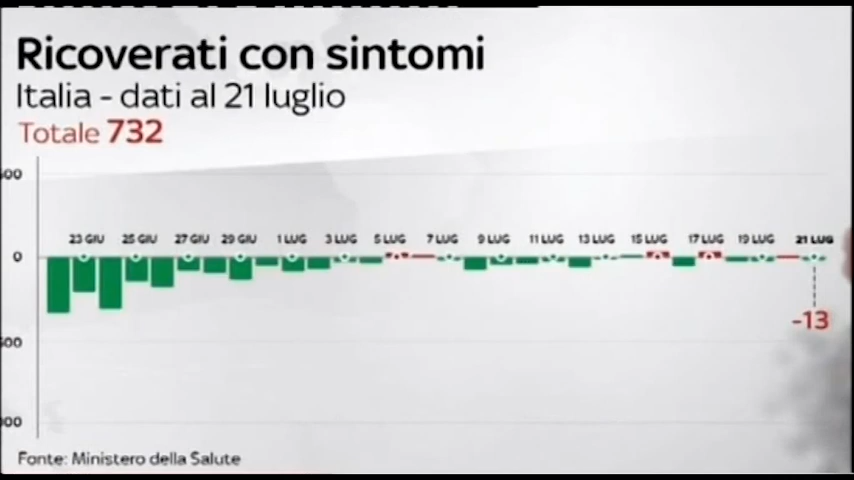 Ricoverati con sintomi
Italia - dati al 21 luglio
Totale 732
23 GIU 25 GIU 27 GIU 29 GIU 1 LUG 3 LUG 5 LUG 7 LUG 9 LUG 11 LUG 13 LUG 15 LUG 17 LUG 19 LUG 21 LUG
0
-13
Fonte: Ministero della Salute